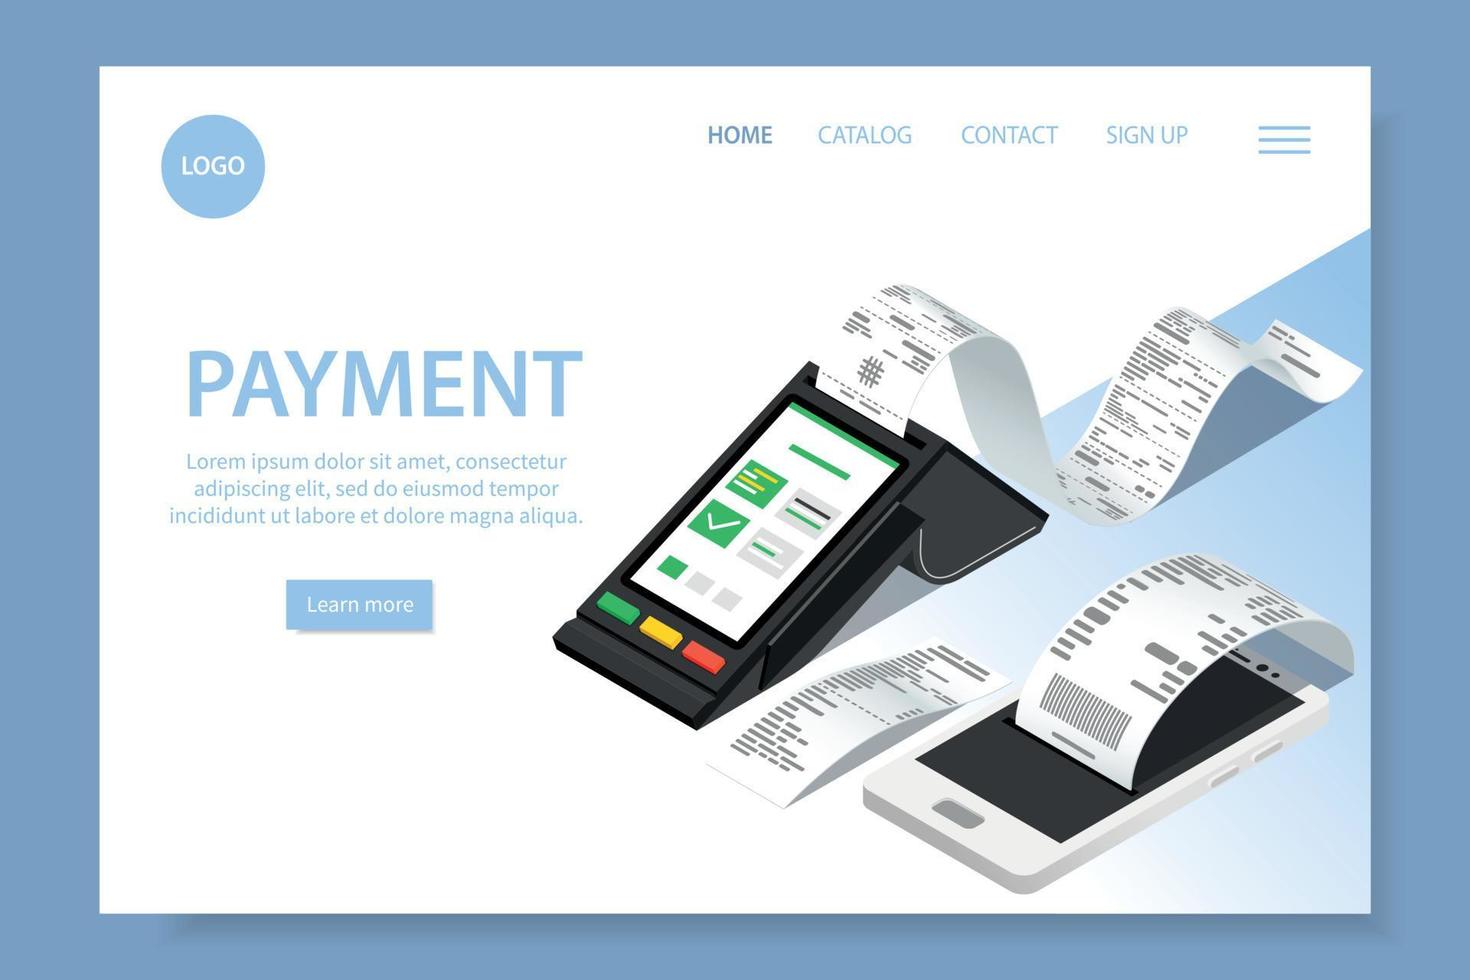 LOGO
HOME CATALOG CONTACT SIGN UP
PAYMENT
Lorem ipsum dolor sit amet, consectetur
adipiscing elit, sed do eiusmod tempor
incididunt ut labore et dolore magna aliqua.
Learn more
#